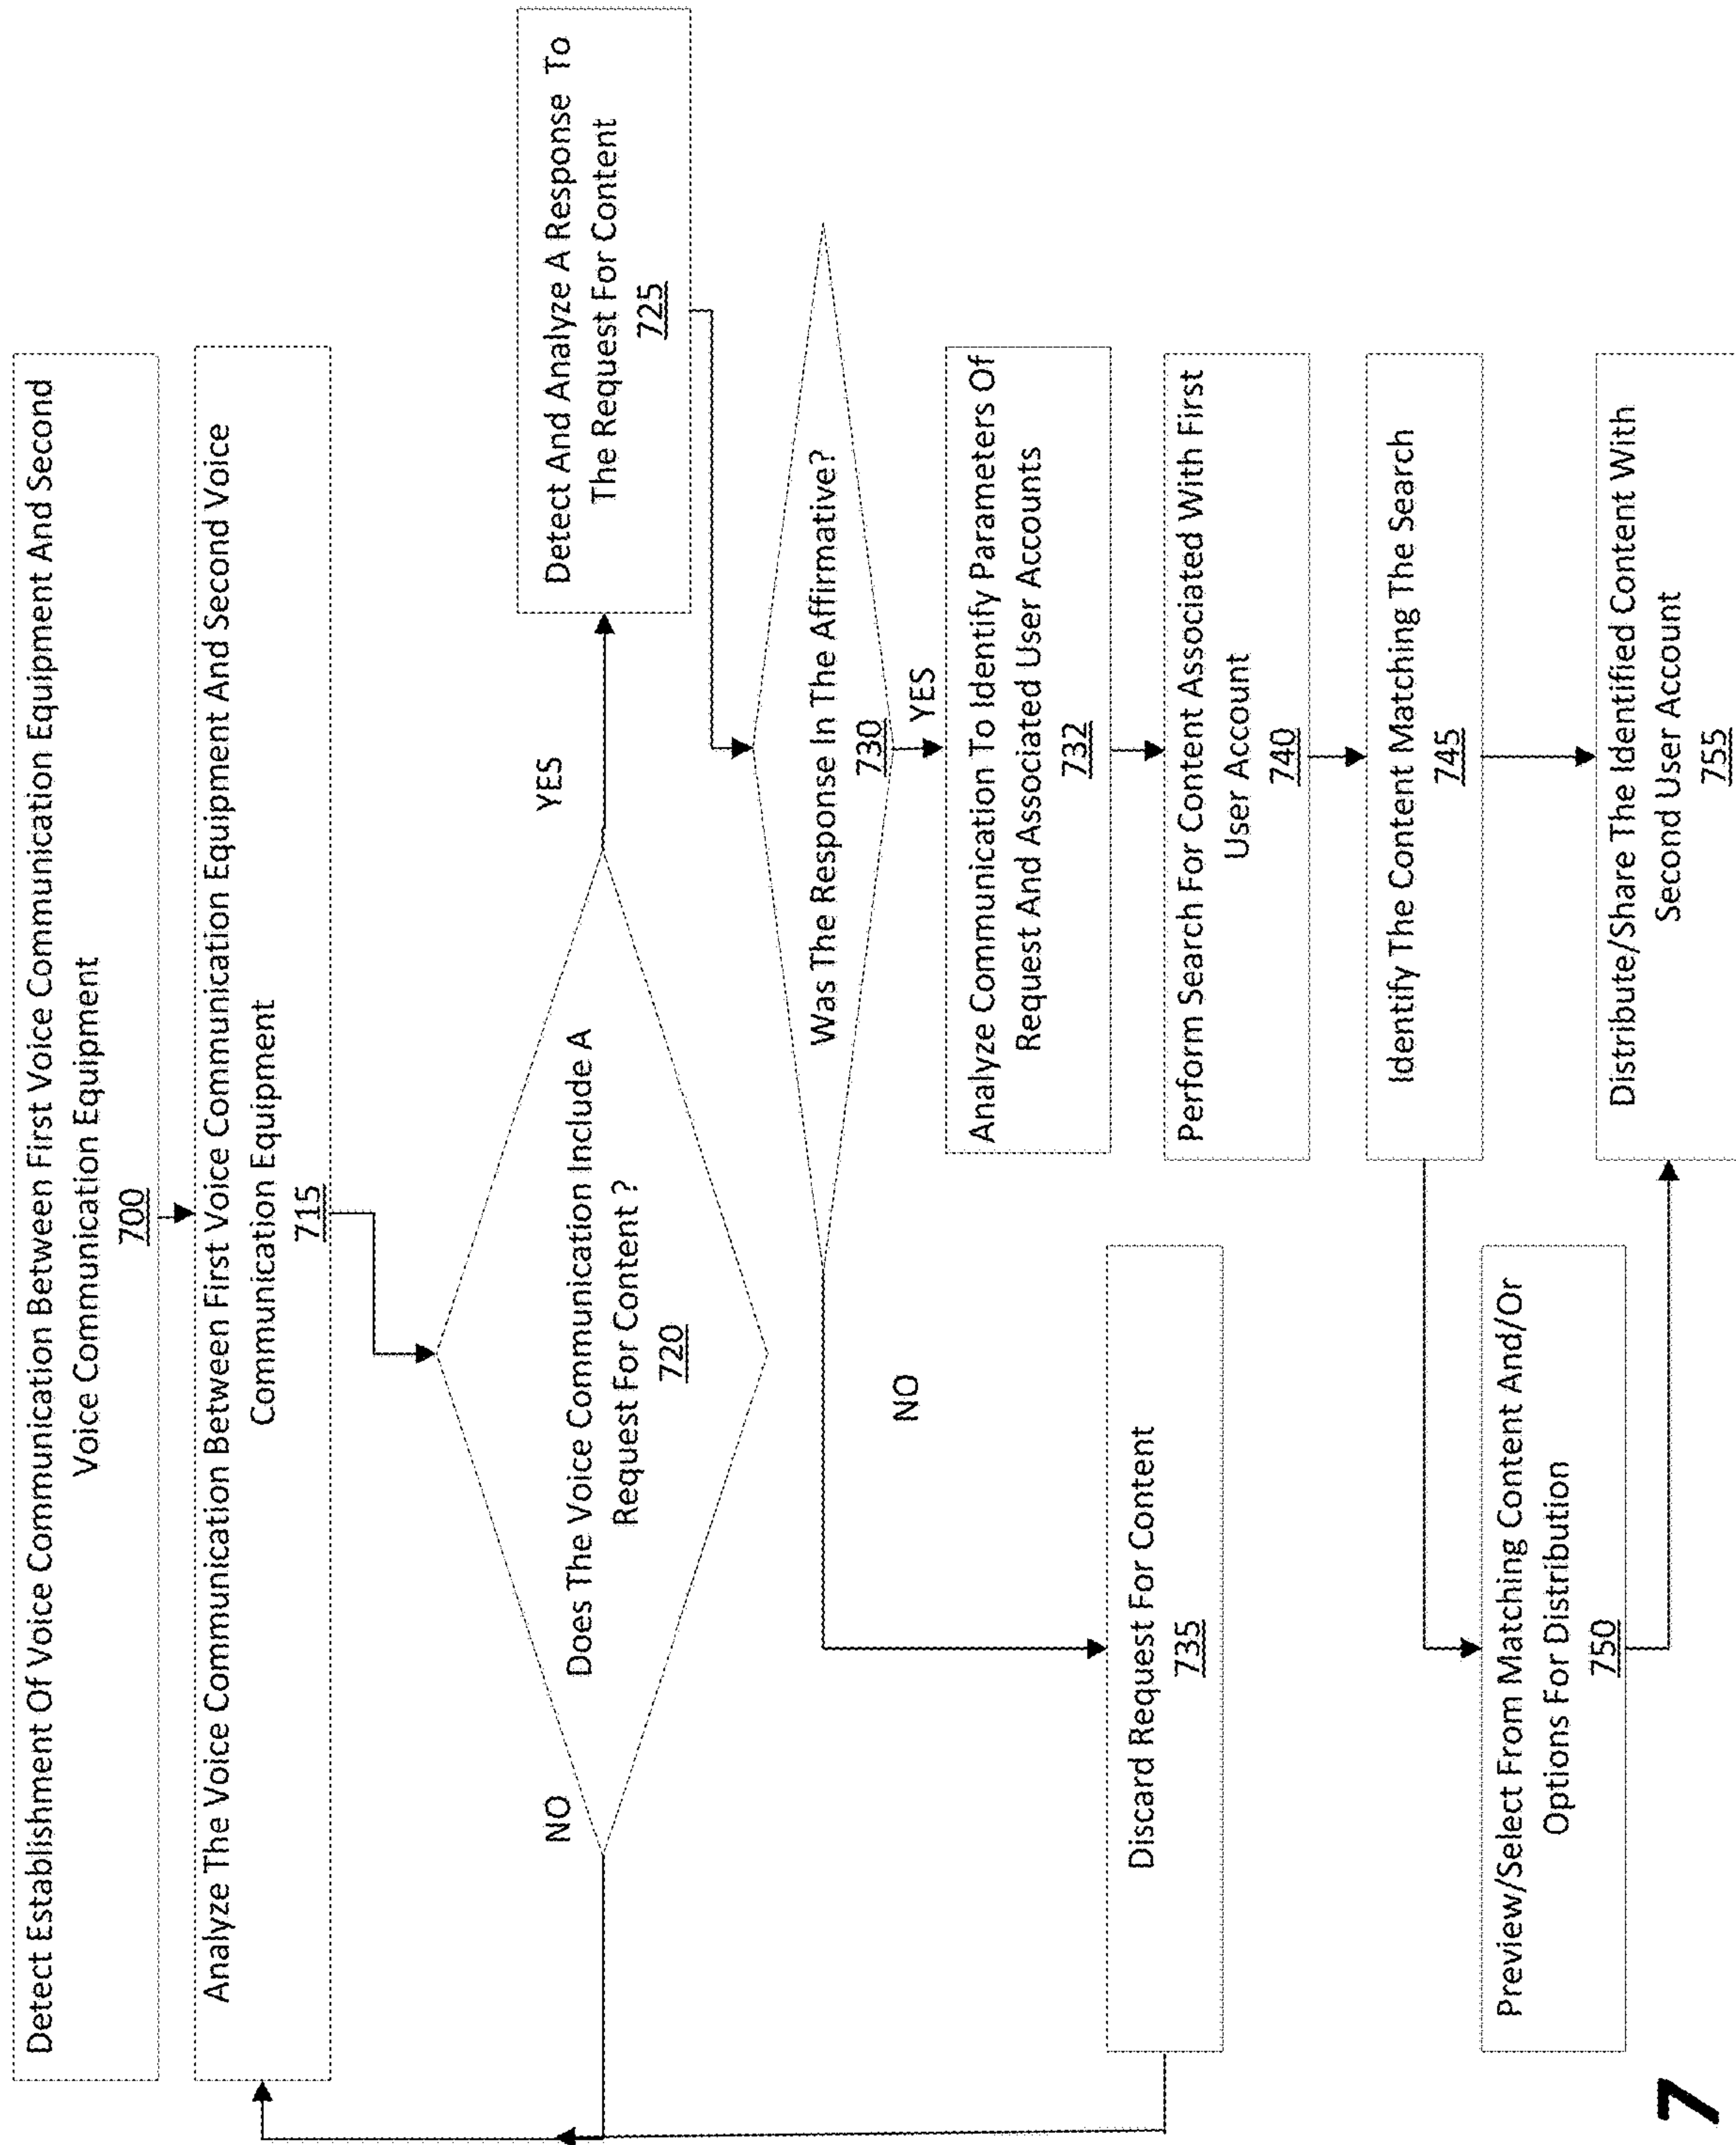 Detect Establishment Of Voice Communication Between First Voice Communication Equipment And Second
Voice Communication Equipment
700
Analyze The Voice Communication Between First Voice Communication Equipment And Second Voice
Communication Equipment
715
Does The Voice Communication Include A
Request For Content ?
720
NO
YES
Detect And Analyze A Response To
The Request For Content
725
Was The Response In The Affirmative?
730
NO
YES
Discard Request For Content
735
Analyze Communication To Identify Parameters Of
Request And Associated User Accounts
732
Perform Search For Content Associated With First
User Account
740
Identify The Content Matching The Search
745
Preview/Select From Matching Content And/Or
Options For Distribution
750
Distribute/Share The Identified Content With
Second User Account
755
7